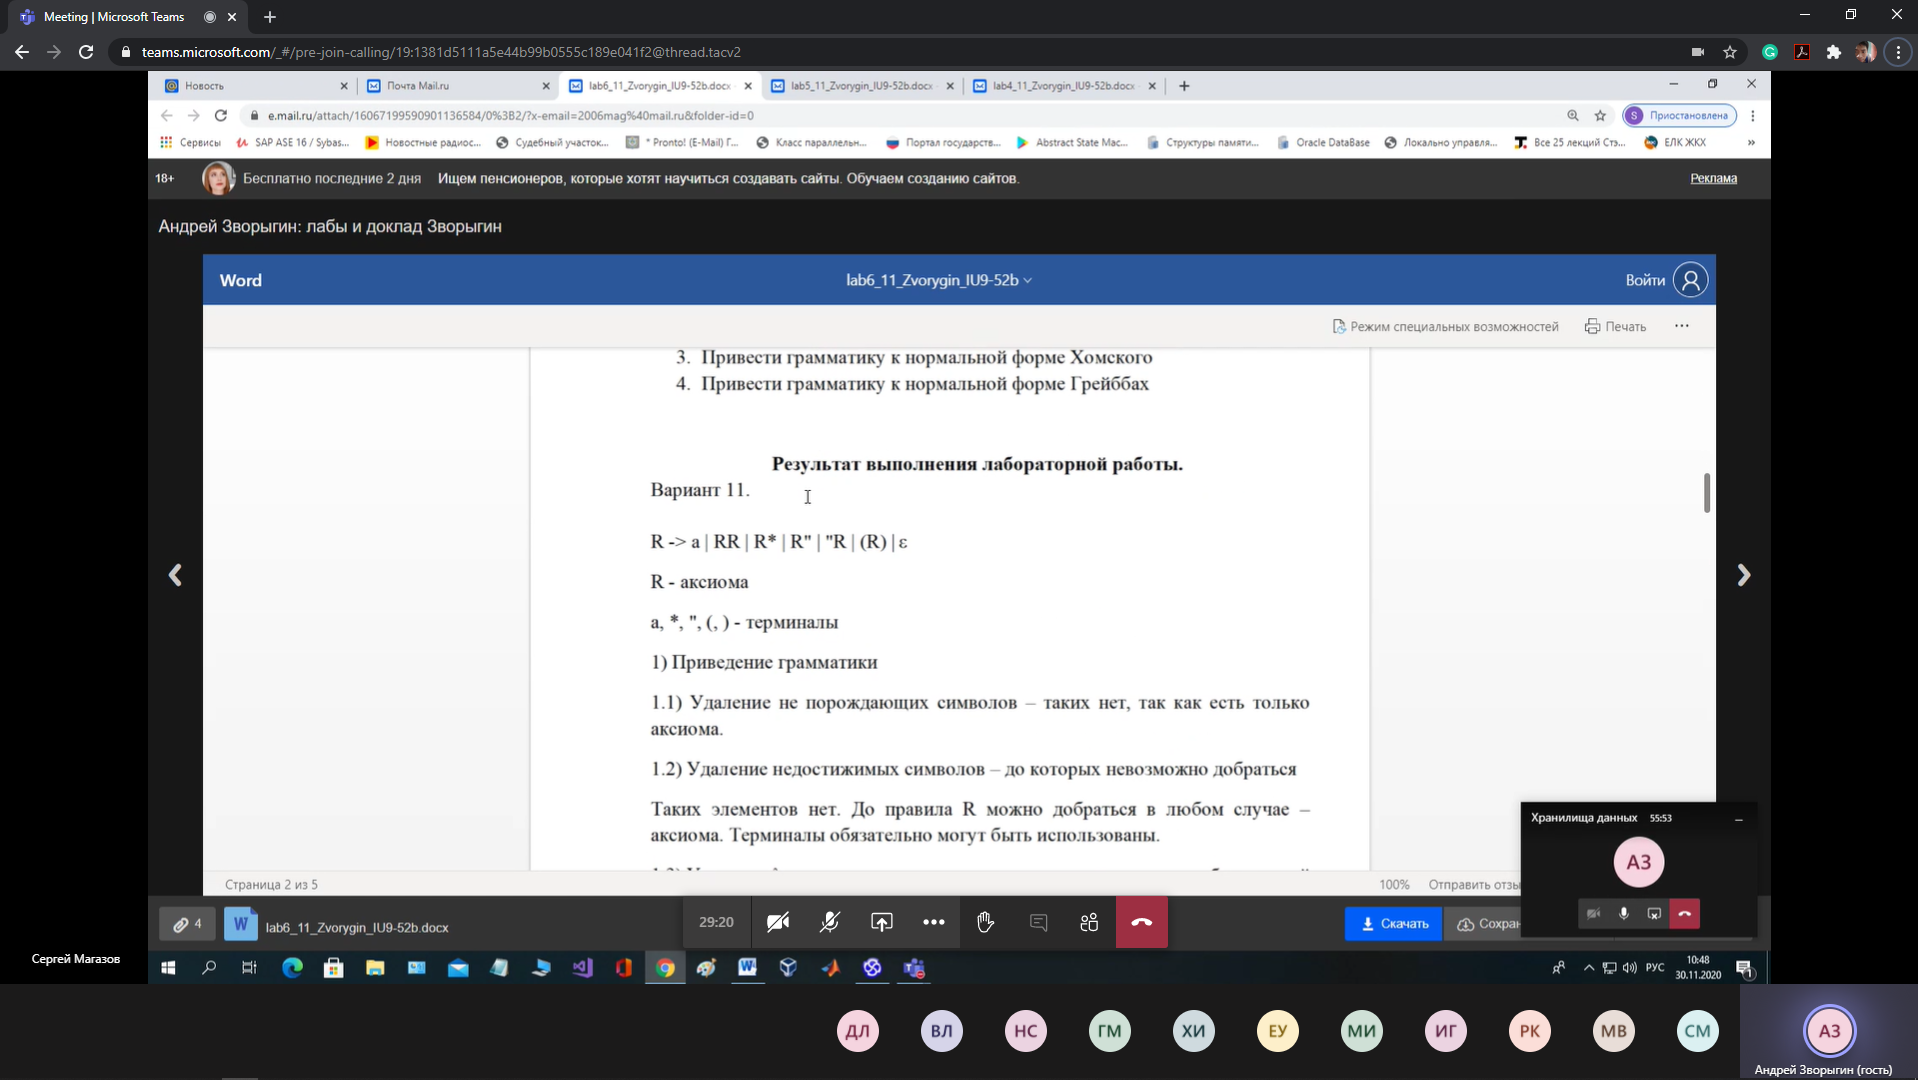 Meeting | Microsoft Teams
teams.microsoft.com/_#/pre-join-calling/19:1381d5111a5e44b99b0555c189e041f2@thread.tacv2
Новость
Почта Mail.ru
lab6_11_Zvorygin_IU9-52b.docx
lab5_11_Zvorygin_IU9-52b.docx
lab4_11_Zvorygin_IU9-52b.docx
e.mail.ru/attach/16067199590901136584/0%3B2/?x-email=2006mag%40mail.ru&folder-id=0
S Приостановлена
Сервисы
SAP ASE 16 / Sybas...
Новостные радиос...
Судебный участок...
* Pronto! (E-Mail) Г...
Класс параллельн...
Портал государств...
Abstract State Mac...
Структуры памяти...
Oracle DataBase
Локально управля...
Все 25 лекций Стэ...
ЕЛК ЖКХ
»
18+
Бесплатно последние 2 дня
Ищем пенсионеров, которые хотят научиться создавать сайты. Обучаем созданию сайтов.
Реклама
Андрей Зворыгин: лабы и доклад Зворыгин
Word
lab6_11_Zvorygin_IU9-52b
Войти
Режим специальных возможностей
Печать
...
3. Привести грамматику к нормальной форме Хомского
4. Привести грамматику к нормальной форме Грейббах
Результат выполнения лабораторной работы.
Вариант 11.
R -> a | RR | R* | R" | "R | (R) | ε
R - аксиома
a, *, ", (, ) - терминалы
1) Приведение грамматики
1.1) Удаление не порождающих символов – таких нет, так как есть только
аксиома.
1.2) Удаление недостижимых символов – до которых невозможно добраться
Таких элементов нет. До правила R можно добраться в любом случае –
аксиома. Терминалы обязательно могут быть использованы.
Страница 2 из 5
100%
Отправить отзы
Хранилища данных 55:53
АЗ
4
W
lab6_11_Zvorygin_IU9-52b.docx
29:20
Скачать
Сохран
Сергей Магазов
РУС
10:48
30.11.2020
1
ДЛ
ВЛ
НС
ГМ
ХИ
ЕУ
МИ
ИГ
РК
МВ
СМ
АЗ
Андрей Зворыгин (гость)